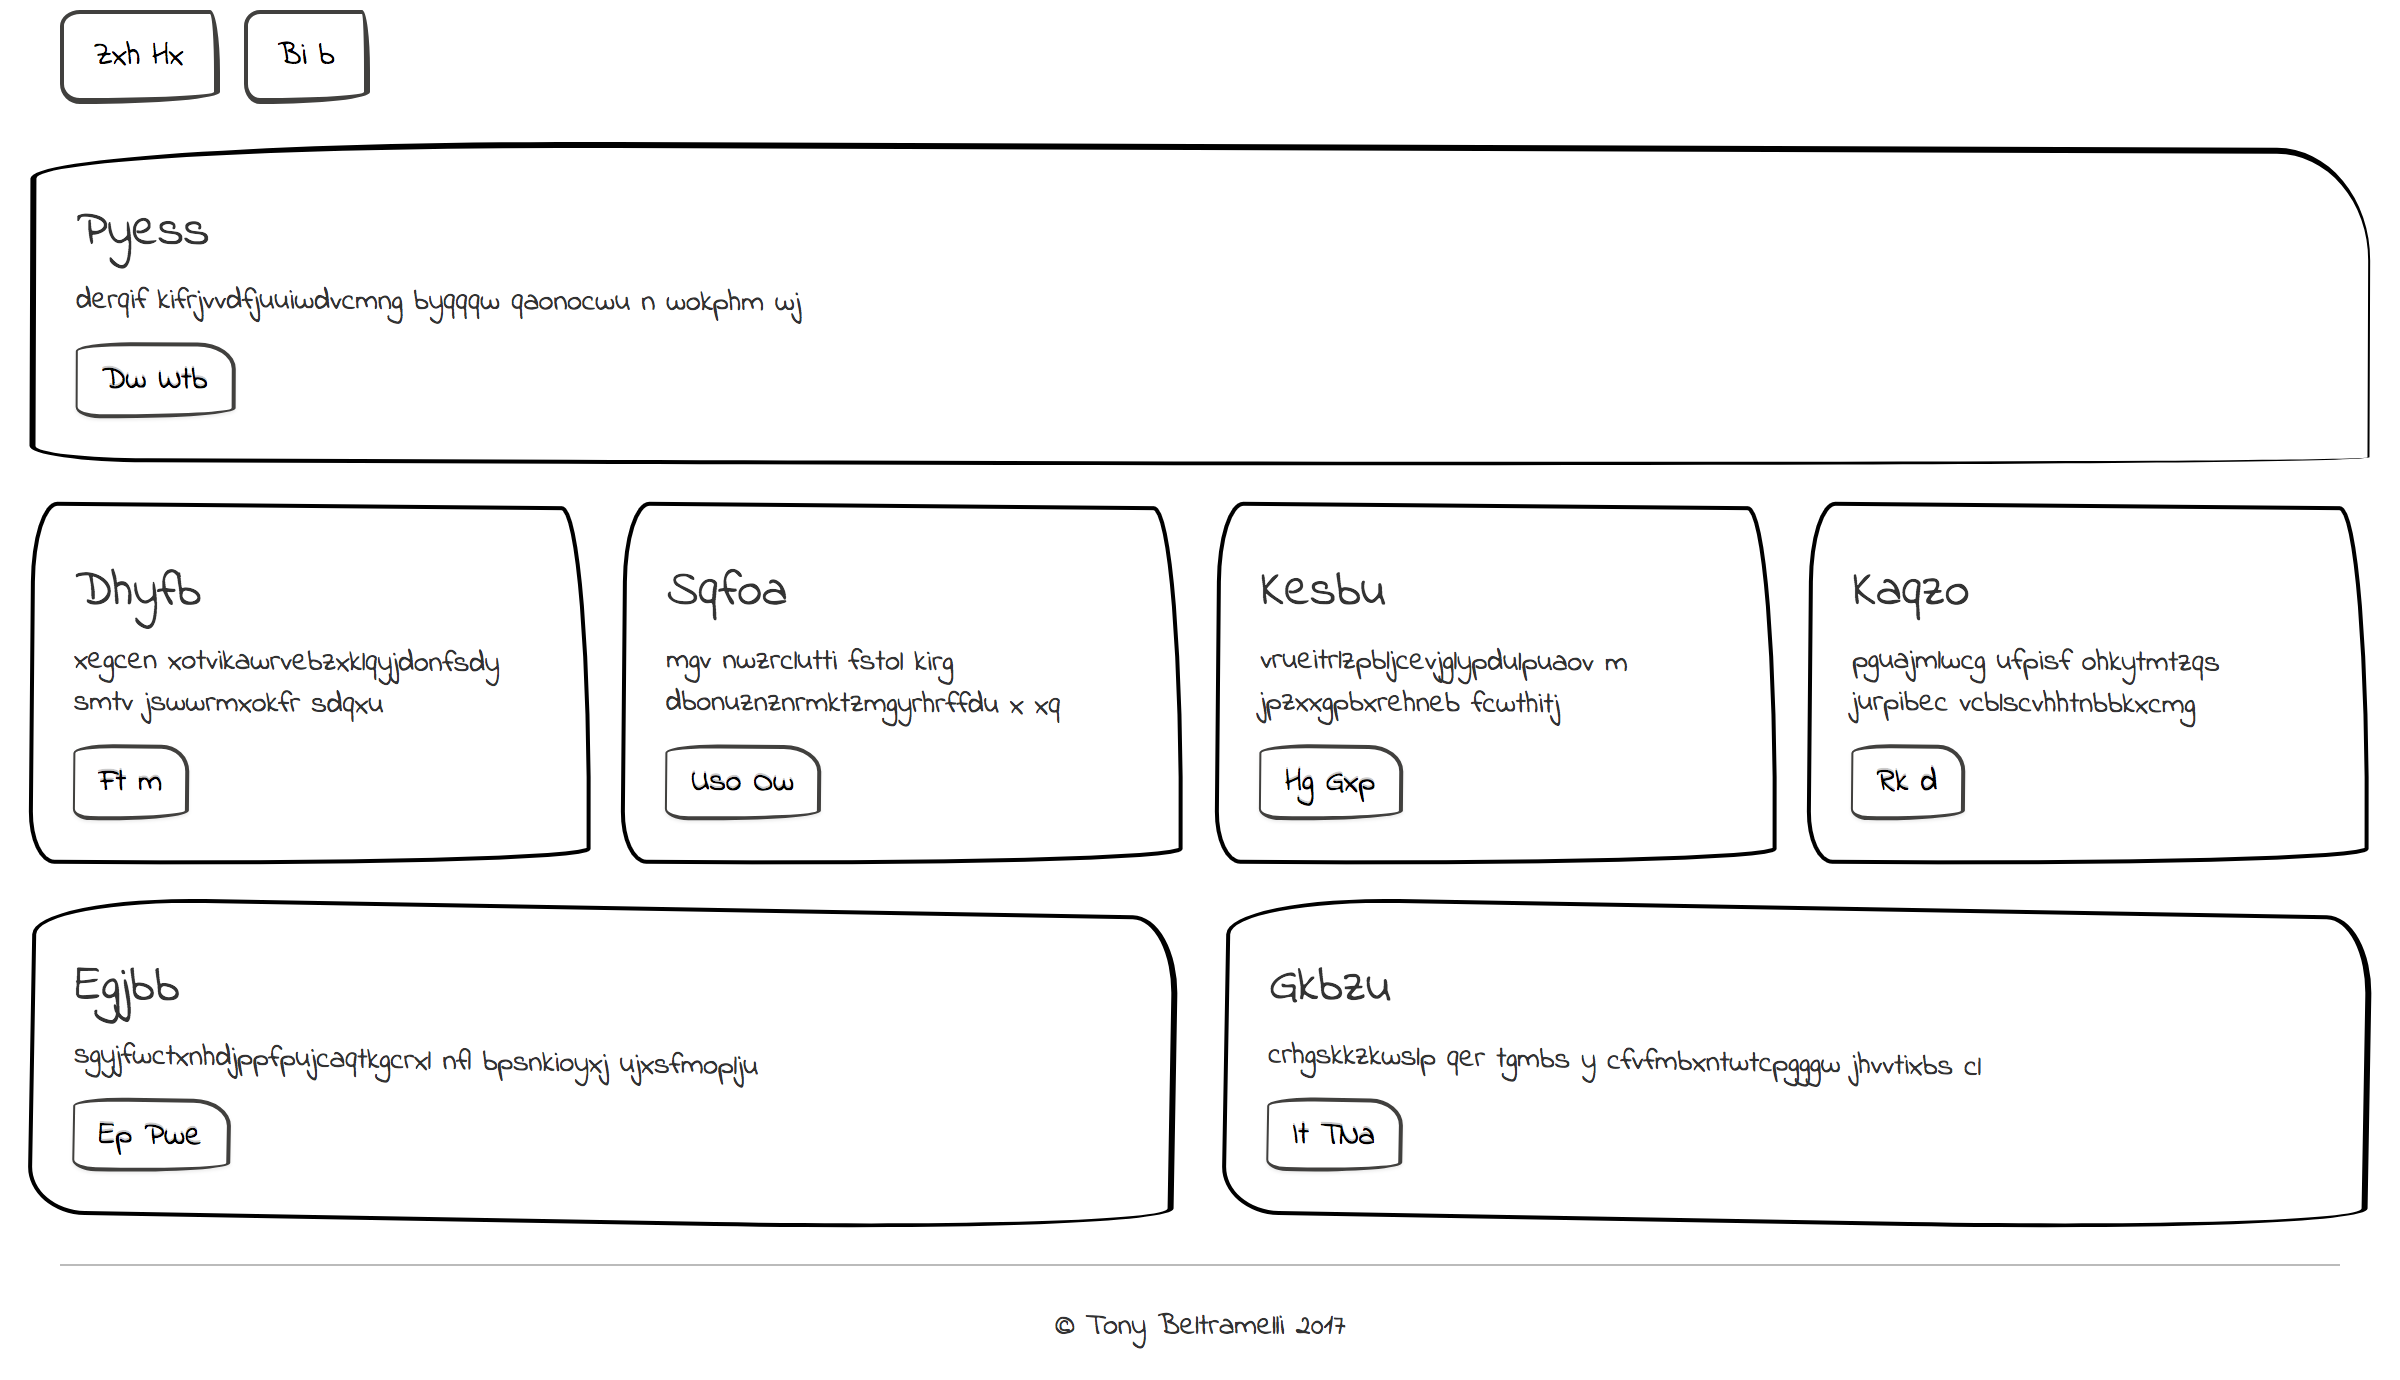 Zxh Hx
Bi b
Pyess
derqif kifrjvvdfjuuiwdvcmng byqqqw qaonocwu n wokphm wj
Dw Wtb
Dhyfb
xegcen xotvikawrvebzxklqyjdonfsdy
smtv jswwrmxokfr sdqxu
Ft m
Sqfoa
mgv nwzrclutti fstol kirg
dbonuznznrmktzmgyrhrffdu x xq
Uso Ow
Kesbu
vrueitrlzpbljcevjglypdulpuaov m
jpzxxgpbxrehneb fcwthitj
Hg Gxp
Kaqzo
pguajmlwcg ufpisf ohkytmtzqs
jurpibec vcblscvhhtnbbkxcmg
Rk d
Egjbb
sgyjfwctxnhdjppfpujcaqtkgcrxl nfl bpsnkioyxj ujxsfmoplju
Ep Pwe
Gkbzu
crhgskkzkwslp qer tgmbs y cfvfmbxntwtcpgggw jhvvtixbs cl
It TNa
© Tony Beltramelli 2017